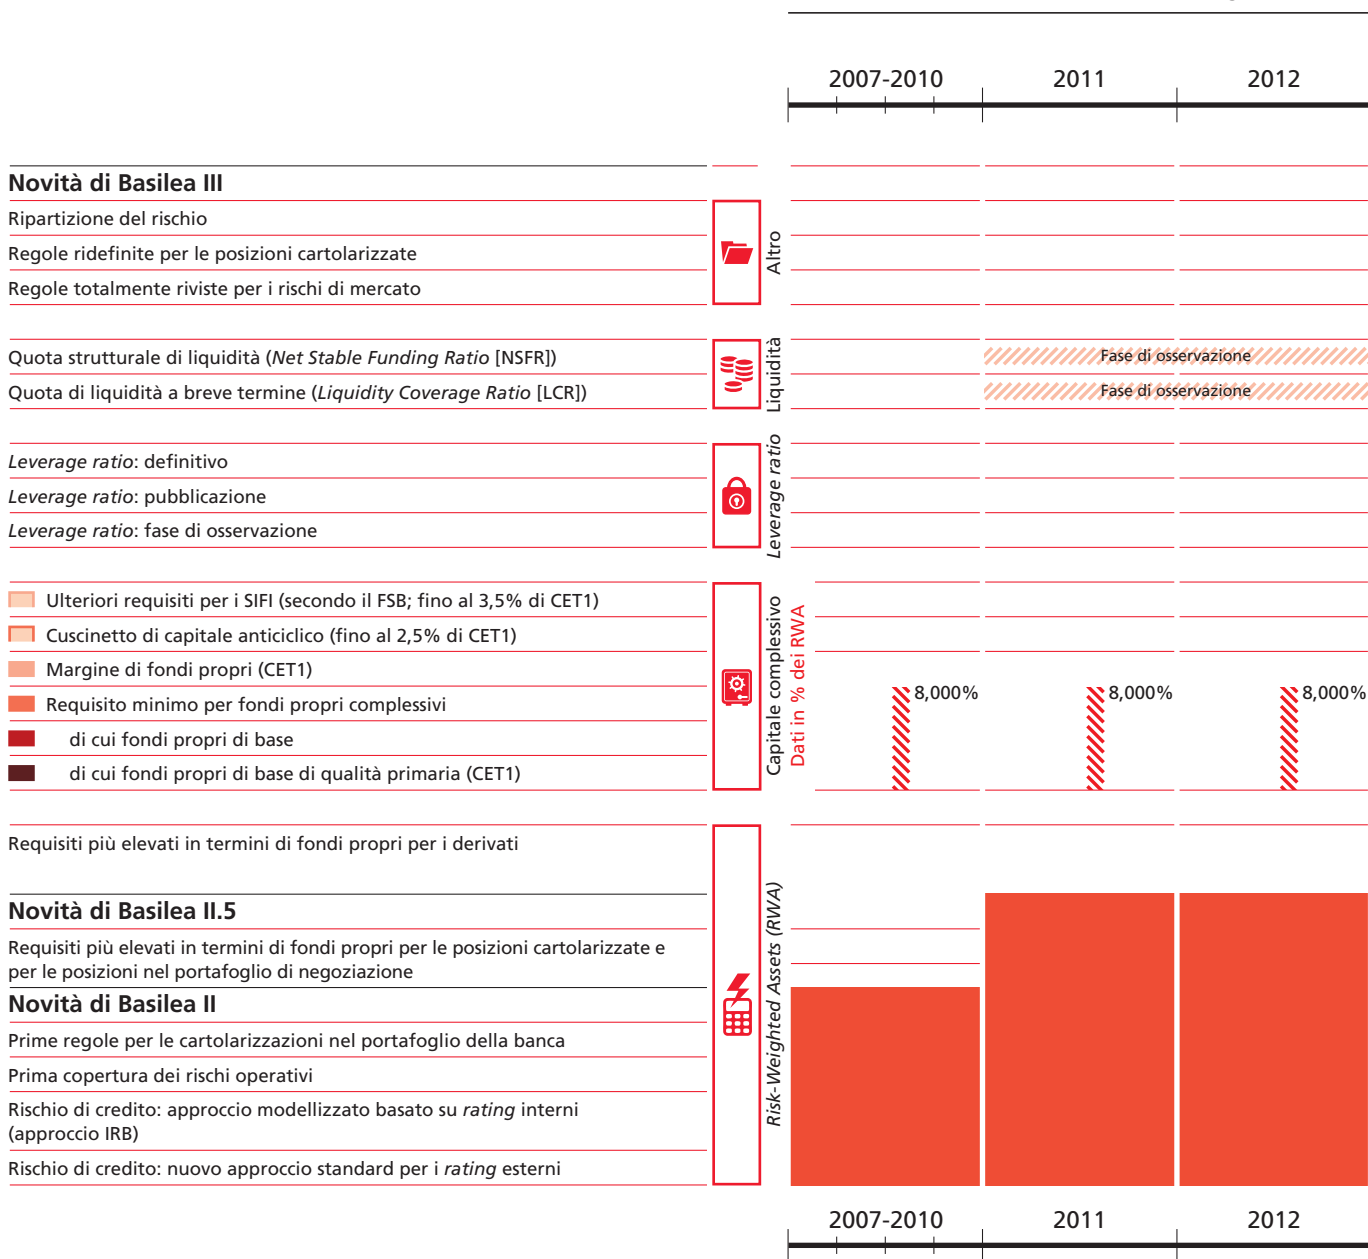 2007-2010 2011 2012
Novità di Basilea III
Ripartizione del rischio
Regole ridefinite per le posizioni cartolarizzate
Regole totalmente riviste per i rischi di mercato
Altro
Quota strutturale di liquidità (Net Stable Funding Ratio [NSFR])
Fase di osservazione
Quota di liquidità a breve termine (Liquidity Coverage Ratio [LCR])
Fase di osservazione
Liquidità
Leverage ratio: definitivo
Leverage ratio: pubblicazione
Leverage ratio: fase di osservazione
Leverage ratio
Ulteriori requisiti per i SIFI (secondo il FSB; fino al 3,5% di CET1)
Cuscinetto di capitale anticiclico (fino al 2,5% di CET1)
Margine di fondi propri (CET1)
Requisito minimo per fondi propri complessivi
di cui fondi propri di base
di cui fondi propri di base di qualità primaria (CET1)
Capitale complessivo
Dati in % dei RWA
8,000% 8,000% 8,000%
Requisiti più elevati in termini di fondi propri per i derivati
Novità di Basilea II.5
Requisiti più elevati in termini di fondi propri per le posizioni cartolarizzate e
per le posizioni nel portafoglio di negoziazione
Novità di Basilea II
Prime regole per le cartolarizzazioni nel portafoglio della banca
Prima copertura dei rischi operativi
Rischio di credito: approccio modellizzato basato su rating interni
(approccio IRB)
Rischio di credito: nuovo approccio standard per i rating esterni
Risk-Weighted Assets (RWA)
2007-2010 2011 2012